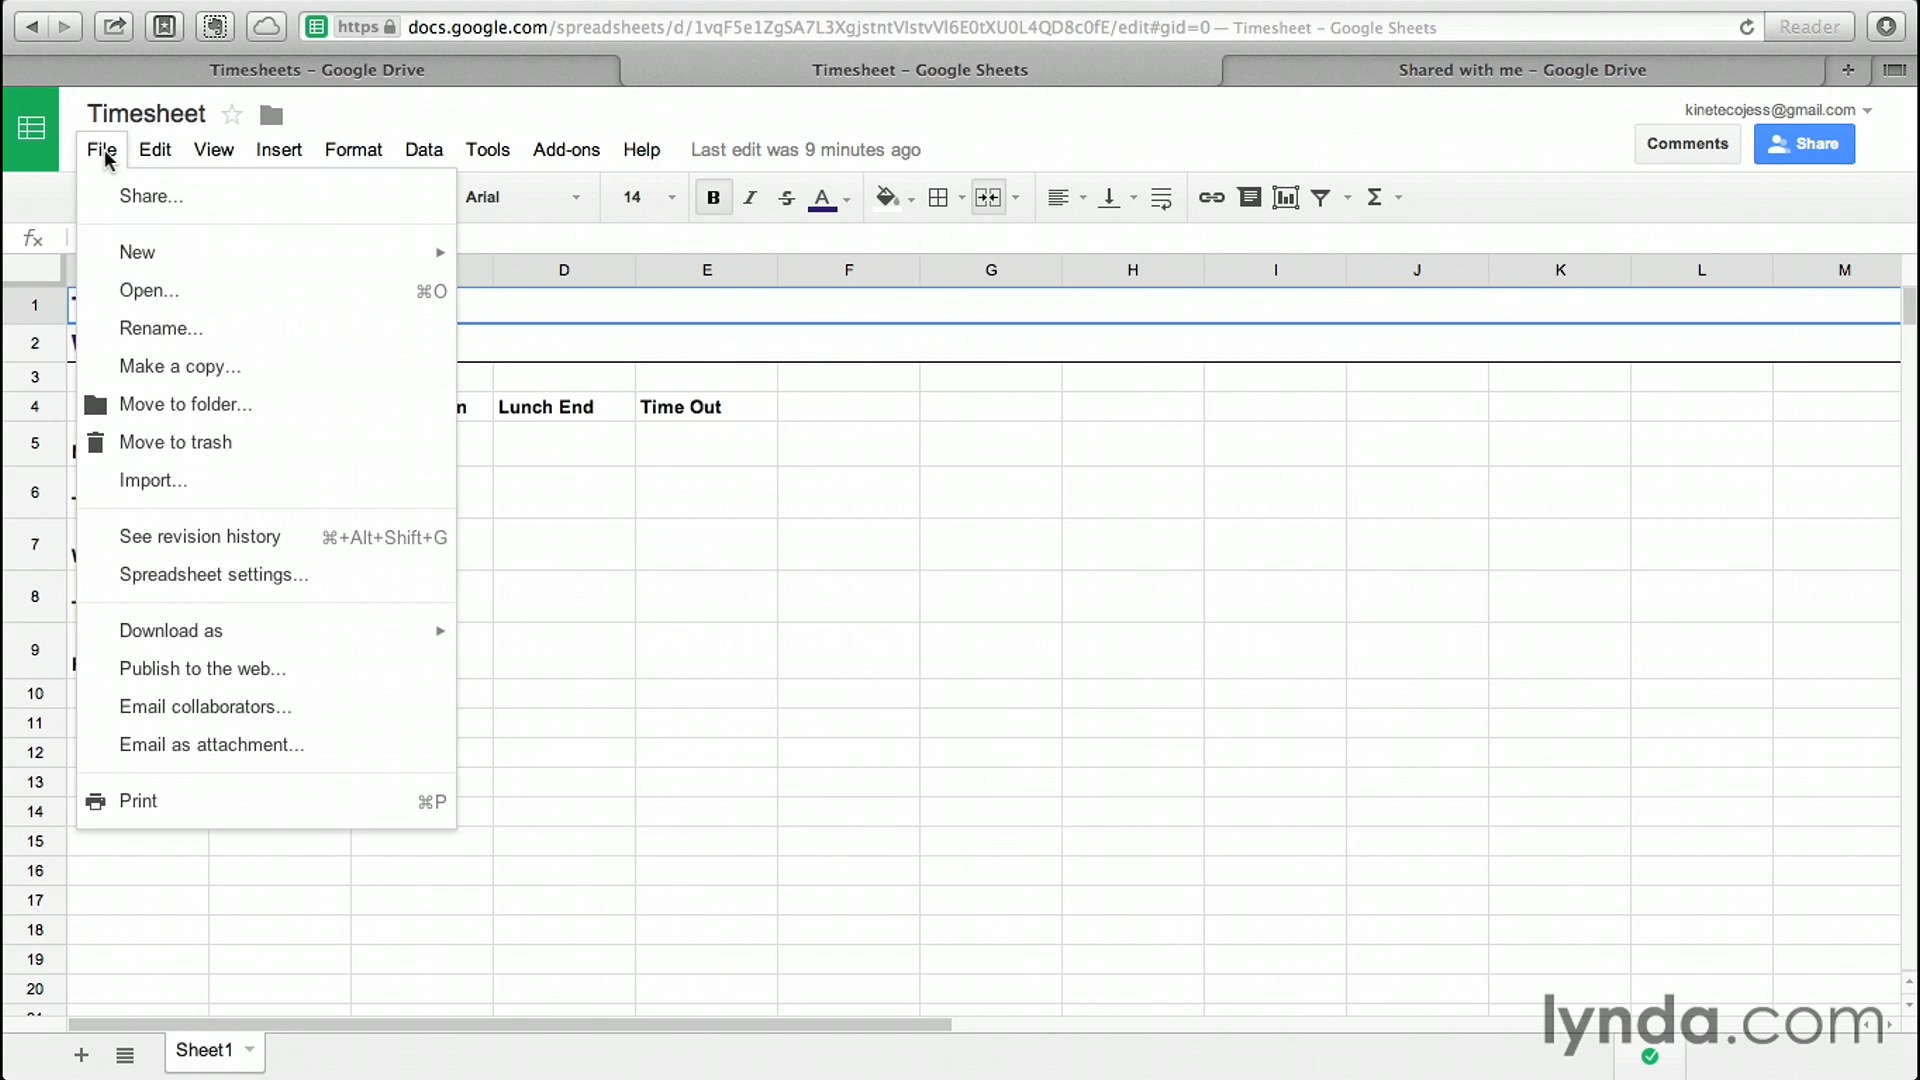 https docs.google.com/spreadsheets/d/1vqF5e1ZgSA7L3XgjstntVIstvVl6E0tXU0L4QD8c0fE/edit#gid=0 — Timesheet – Google Sheets Reader
Timesheets – Google Drive Timesheet – Google Sheets Shared with me – Google Drive +
Timesheet kinetecojess@gmail.com
File Edit View Insert Format Data Tools Add-ons Help Last edit was 9 minutes ago Comments Share
Arial 14 B I S A Σ
fx
D E F G H I J K L M
Share...
New
Open... ⌘O
Rename...
Make a copy...
Move to folder...
Move to trash
Import...
See revision history ⌘+Alt+Shift+G
Spreadsheet settings...
Download as
Publish to the web...
Email collaborators...
Email as attachment...
Print ⌘P
1
2
3
4 Lunch End Time Out
5
6
7
8
9
10
11
12
13
14
15
16
17
18
19
20
lynda.com
+ Sheet1